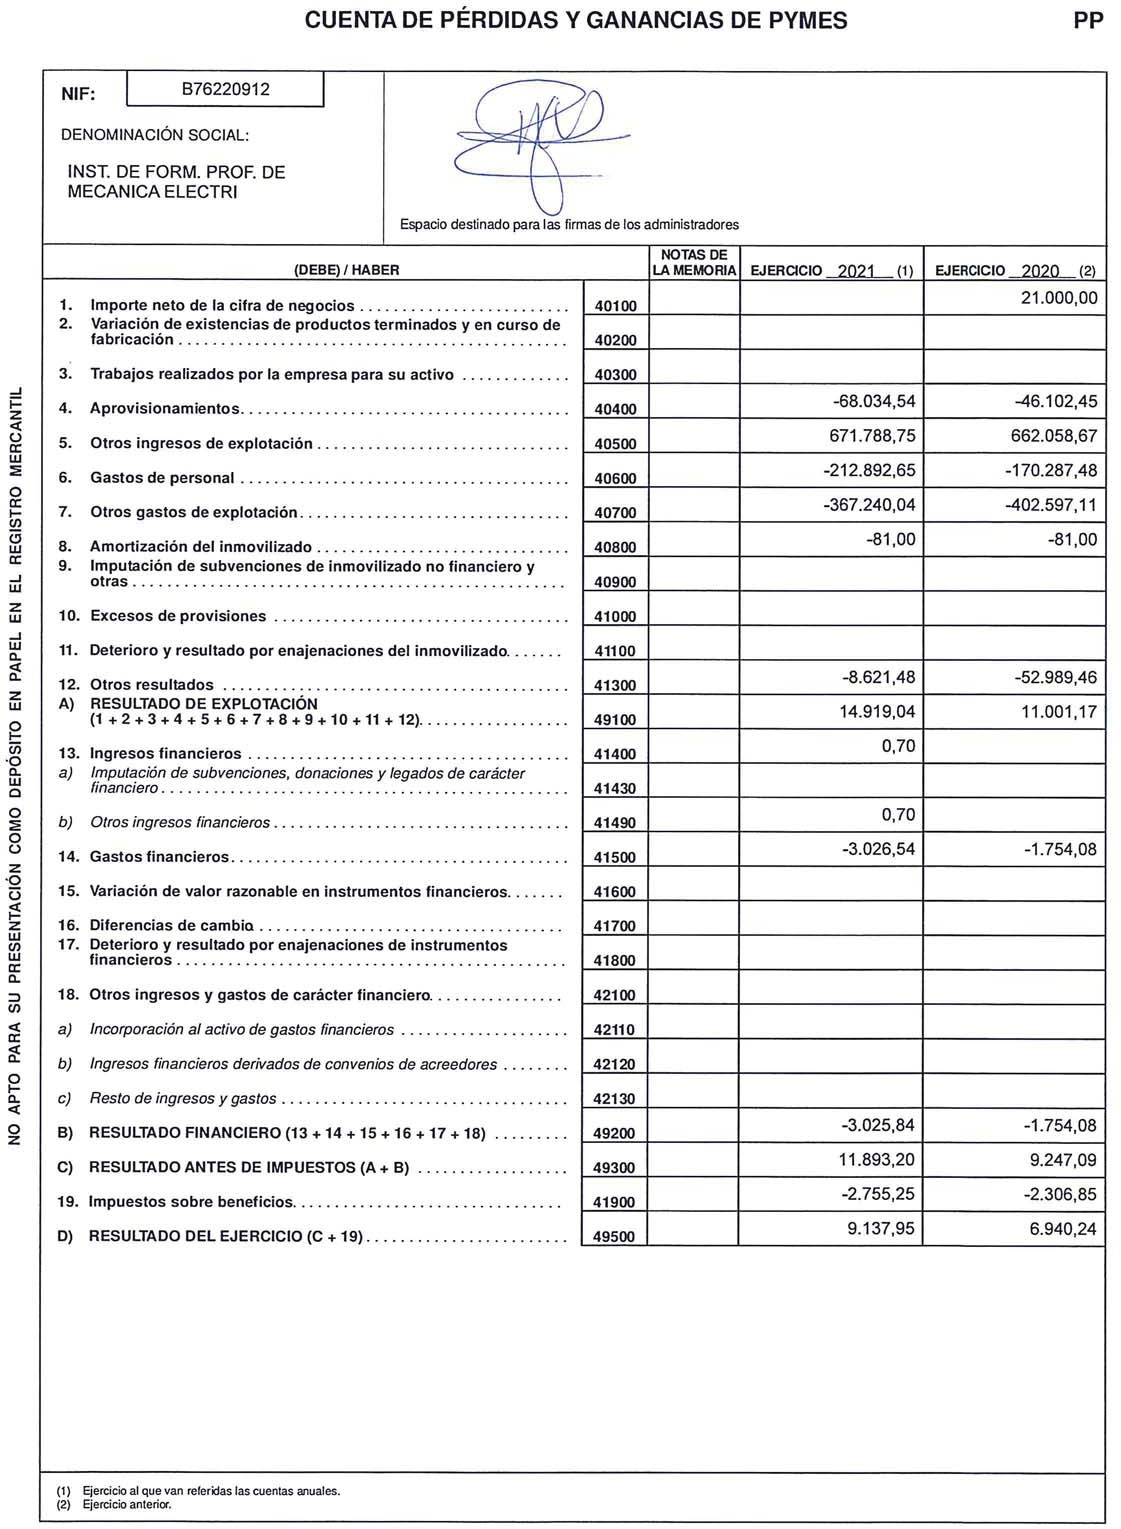 CUENTA DE PÉRDIDAS Y GANANCIAS DE PYMES PP
NIF: B76220912
DENOMINACIÓN SOCIAL:
INST. DE FORM. PROF. DE
MECANICA ELECTRI
Espacio destinado para las firmas de los administradores
(DEBE) / HABER NOTAS DE LA MEMORIA EJERCICIO 2021 (1) EJERCICIO 2020 (2)
1. Importe neto de la cifra de negocios 40100 21.000,00
2. Variación de existencias de productos terminados y en curso de
fabricación 40200
3. Trabajos realizados por la empresa para su activo 40300
4. Aprovisionamientos 40400 -68.034,54 -46.102,45
5. Otros ingresos de explotación 40500 671.788,75 662.058,67
6. Gastos de personal 40600 -212.892,65 -170.287,48
7. Otros gastos de explotación 40700 -367.240,04 -402.597,11
8. Amortización del inmovilizado 40800 -81,00 -81,00
9. Imputación de subvenciones de inmovilizado no financiero y
otras 40900
10. Excesos de provisiones 41000
11. Deterioro y resultado por enajenaciones del inmovilizado 41100
12. Otros resultados 41300 -8.621,48 -52.989,46
A) RESULTADO DE EXPLOTACIÓN
(1 + 2 + 3 + 4 + 5 + 6 + 7 + 8 + 9 + 10 + 11 + 12) 49100 14.919,04 11.001,17
13. Ingresos financieros 41400 0,70
a) Imputación de subvenciones, donaciones y legados de carácter
financiero 41430
b) Otros ingresos financieros 41490 0,70
14. Gastos financieros 41500 -3.026,54 -1.754,08
15. Variación de valor razonable en instrumentos financieros 41600
16. Diferencias de cambio 41700
17. Deterioro y resultado por enajenaciones de instrumentos
financieros 41800
18. Otros ingresos y gastos de carácter financiero 42100
a) Incorporación al activo de gastos financieros 42110
b) Ingresos financieros derivados de convenios de acreedores 42120
c) Resto de ingresos y gastos 42130
B) RESULTADO FINANCIERO (13 + 14 + 15 + 16 + 17 + 18) 49200 -3.025,84 -1.754,08
C) RESULTADO ANTES DE IMPUESTOS (A + B) 49300 11.893,20 9.247,09
19. Impuestos sobre beneficios 41900 -2.755,25 -2.306,85
D) RESULTADO DEL EJERCICIO (C + 19) 49500 9.137,95 6.940,24
(1) Ejercicio al que van referidas las cuentas anuales.
(2) Ejercicio anterior.
NO APTO PARA SU PRESENTACIÓN COMO DEPÓSITO EN PAPEL EN EL REGISTRO MERCANTIL